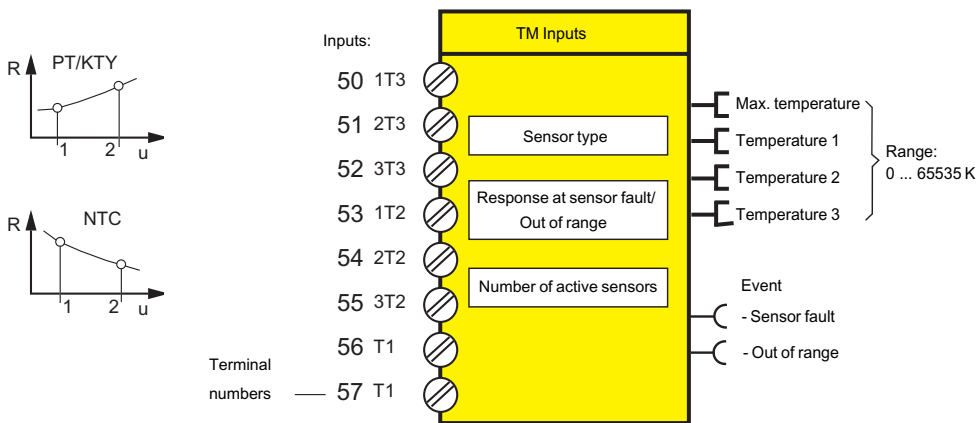 R
PT/KTY
1
2
u
R
NTC
1
2
u
Inputs:
50 1T3
51 2T3
52 3T3
53 1T2
54 2T2
55 3T2
56 T1
57 T1
Terminal
numbers
TM Inputs
Sensor type
Response at sensor fault/
Out of range
Number of active sensors
Max. temperature
Temperature 1
Temperature 2
Temperature 3
Range:
0 ... 65535 K
Event
- Sensor fault
- Out of range